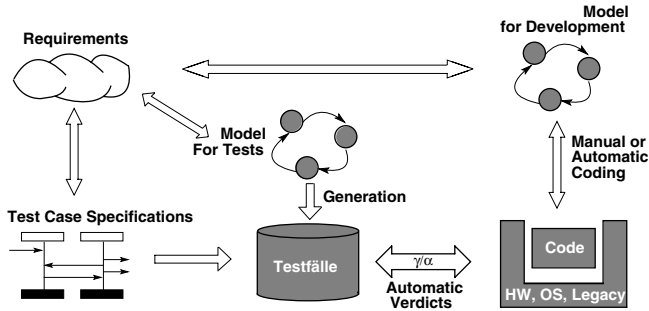 Requirements
Model
for Development
Model
For Tests
Manual or
Automatic
Coding
Generation
Test Case Specifications
Testfälle
γ/α
Automatic
Verdicts
Code
HW, OS, Legacy